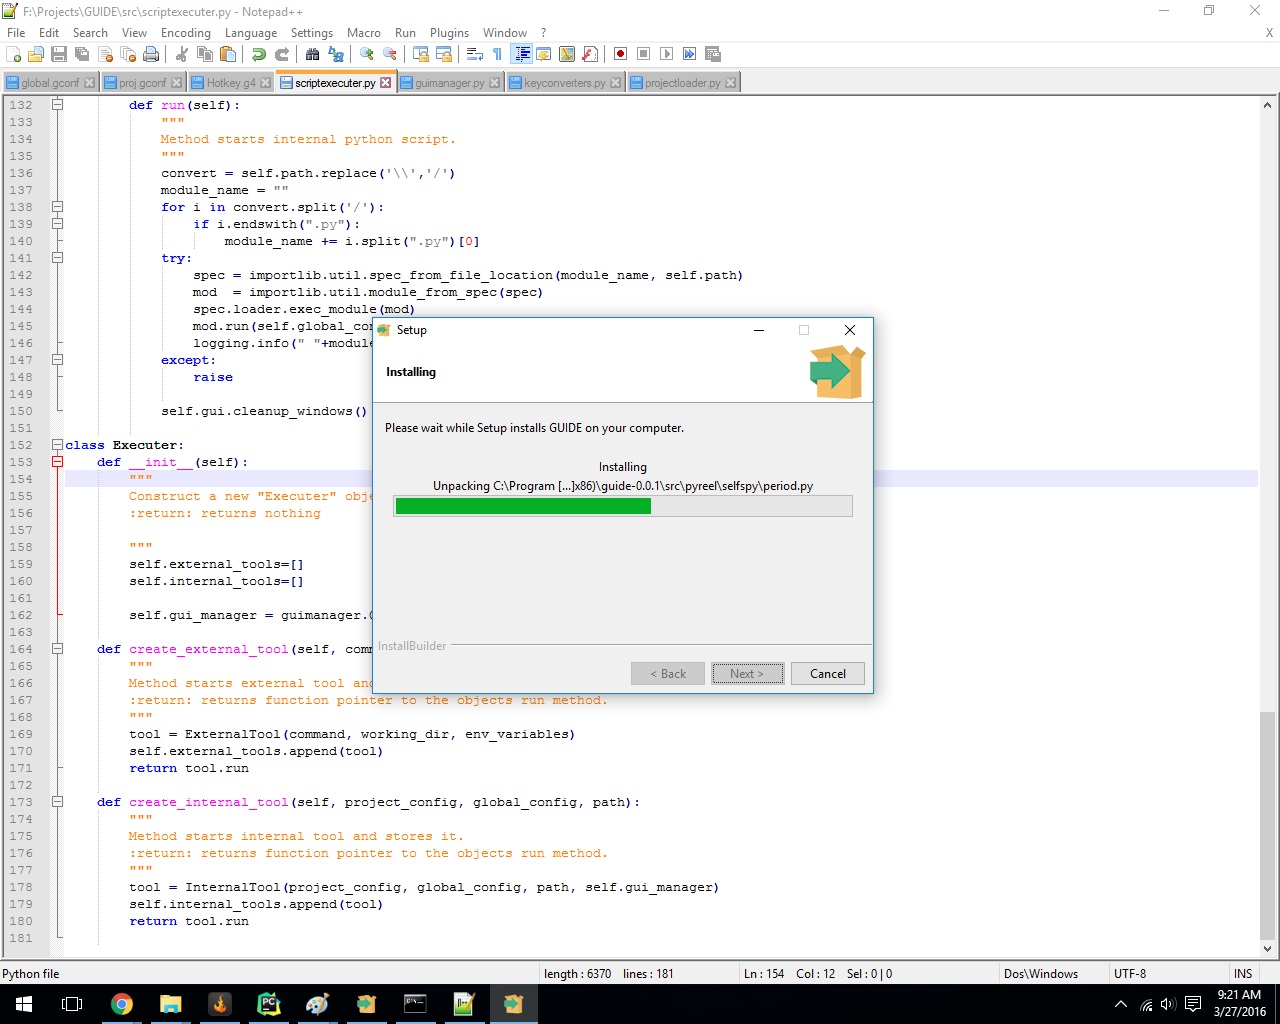 F:\Projects\GUIDE\src\scriptexecuter.py - Notepad++
File Edit Search View Encoding Language Settings Macro Run Plugins Window ? X
global.gconf proj.gconf Hotkey.g4 scriptexecuter.py guimanager.py keyconverters.py projectloader.py
132 def run(self):
133 """
134 Method starts internal python script.
135 """
136 convert = self.path.replace('\\','/')
137 module_name = ""
138 for i in convert.split('/'):
139 if i.endswith(".py"):
140 module_name += i.split(".py")[0]
141 try:
142 spec = importlib.util.spec_from_file_location(module_name, self.path)
143 mod  = importlib.util.module_from_spec(spec)
144 spec.loader.exec_module(mod)
145 mod.run(self.global_con
146 logging.info(" "+module
147 except:
148 raise
149
150 self.gui.cleanup_windows()
151
152 class Executer:
153 def __init__(self):
154 """
155 Construct a new "Executer" obje
156 :return: returns nothing
157
158 """
159 self.external_tools=[]
160 self.internal_tools=[]
161
162 self.gui_manager = guimanager.G
163
164 def create_external_tool(self, comm
165 """
166 Method starts external tool and
167 :return: returns function pointer to the objects run method.
168 """
169 tool = ExternalTool(command, working_dir, env_variables)
170 self.external_tools.append(tool)
171 return tool.run
172
173 def create_internal_tool(self, project_config, global_config, path):
174 """
175 Method starts internal tool and stores it.
176 :return: returns function pointer to the objects run method.
177 """
178 tool = InternalTool(project_config, global_config, path, self.gui_manager)
179 self.internal_tools.append(tool)
180 return tool.run
181
Setup
Installing
Please wait while Setup installs GUIDE on your computer.
Installing
Unpacking C:\Program [...]x86)\guide-0.0.1\src\pyreel\selfspy\period.py
InstallBuilder
< Back Next > Cancel
Python file length : 6370 lines : 181 Ln : 154 Col : 12 Sel : 0 | 0 Dos\Windows UTF-8 INS
9:21 AM
3/27/2016